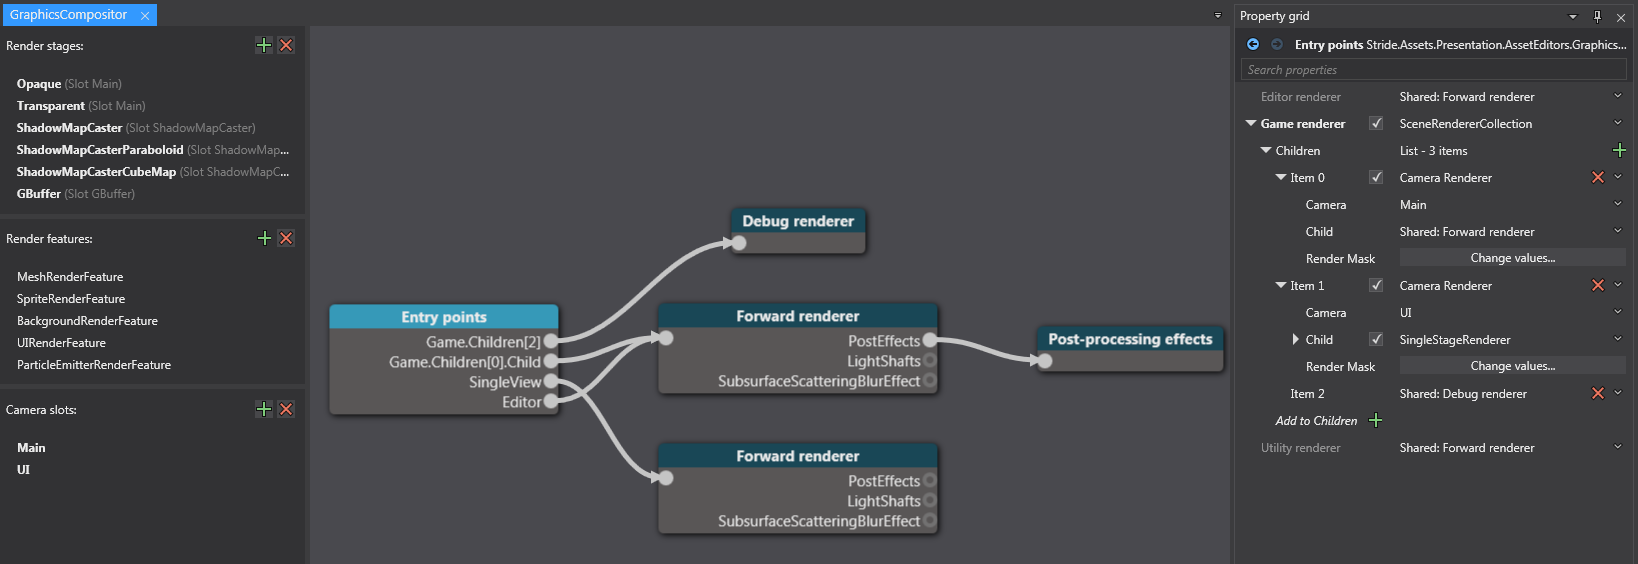 GraphicsCompositor
Render stages:
Opaque (Slot Main)
Transparent (Slot Main)
ShadowMapCaster (Slot ShadowMapCaster)
ShadowMapCasterParaboloid (Slot ShadowMap...
ShadowMapCasterCubeMap (Slot ShadowMapC...
GBuffer (Slot GBuffer)
Render features:
MeshRenderFeature
SpriteRenderFeature
BackgroundRenderFeature
UIRenderFeature
ParticleEmitterRenderFeature
Camera slots:
Main
UI
Debug renderer
Entry points
Game.Children[2]
Game.Children[0].Child
SingleView
Editor
Forward renderer
PostEffects
LightShafts
SubsurfaceScatteringBlurEffect
Post-processing effects
Forward renderer
PostEffects
LightShafts
SubsurfaceScatteringBlurEffect
Property grid
Entry points Stride.Assets.Presentation.AssetEditors.Graphics...
Search properties
Editor renderer Shared: Forward renderer
Game renderer SceneRendererCollection
Children List - 3 items
Item 0 Camera Renderer
Camera Main
Child Shared: Forward renderer
Render Mask Change values...
Item 1 Camera Renderer
Camera UI
Child SingleStageRenderer
Render Mask Change values...
Item 2 Shared: Debug renderer
Add to Children
Utility renderer Shared: Forward renderer